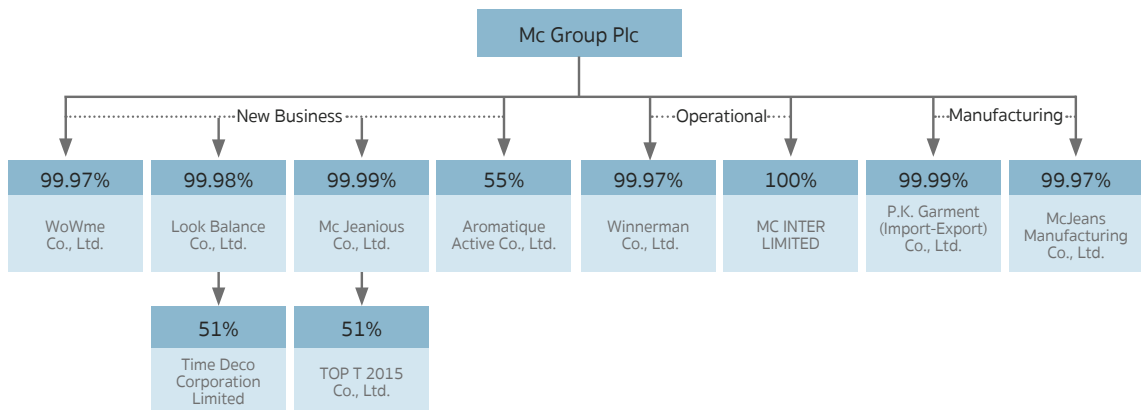 Mc Group Plc
New Business
Operational
Manufacturing
99.97%
WoWme
Co., Ltd.
99.98%
Look Balance
Co., Ltd.
99.99%
Mc Jeanious
Co., Ltd.
55%
Aromatique
Active Co., Ltd.
99.97%
Winnerman
Co., Ltd.
100%
MC INTER
LIMITED
99.99%
P.K. Garment
(Import-Export)
Co., Ltd.
99.97%
McJeans
Manufacturing
Co., Ltd.
51%
Time Deco
Corporation
Limited
51%
TOP T 2015
Co., Ltd.